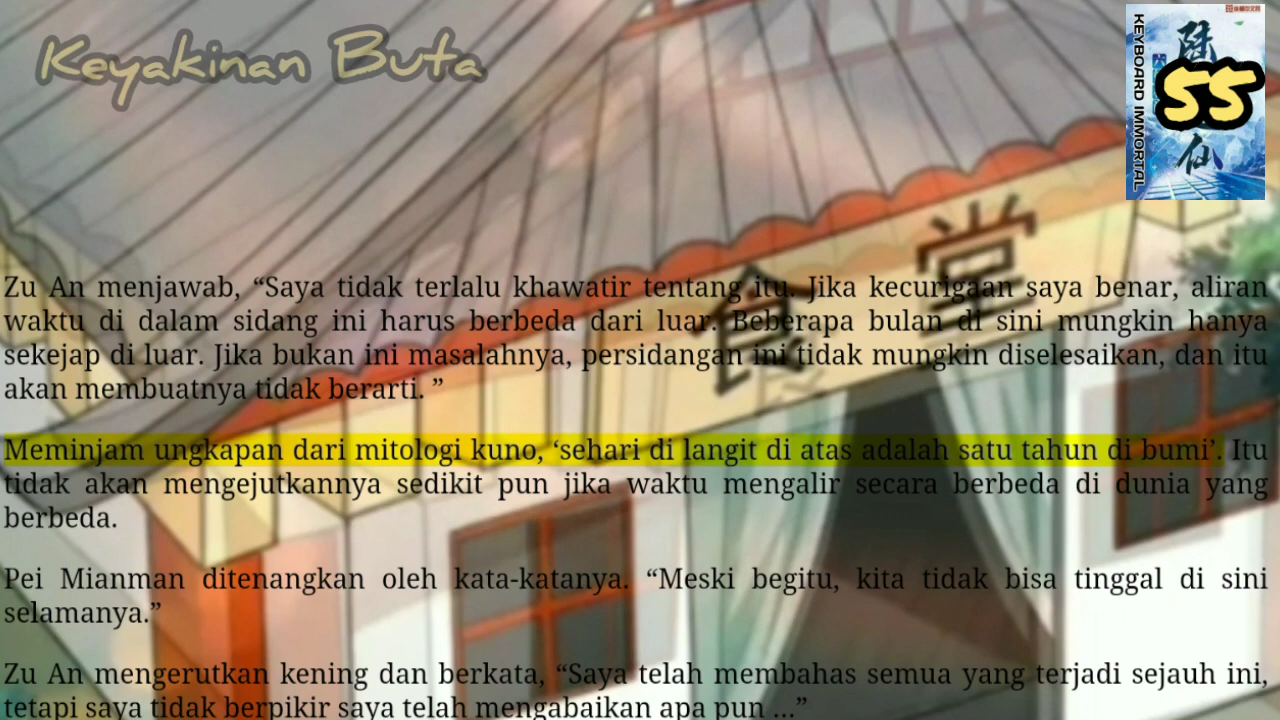 Keyakinan Buta
KEYBOARD IMMORTAL
陆
仙
55
食堂
Zu An menjawab, “Saya tidak terlalu khawatir tentang itu. Jika kecurigaan saya benar, aliran
waktu di dalam sidang ini harus berbeda dari luar. Beberapa bulan di sini mungkin hanya
sekejap di luar. Jika bukan ini masalahnya, persidangan ini tidak mungkin diselesaikan, dan itu
akan membuatnya tidak berarti. ”
Meminjam ungkapan dari mitologi kuno, ‘sehari di langit di atas adalah satu tahun di bumi’. Itu
tidak akan mengejutkannya sedikit pun jika waktu mengalir secara berbeda di dunia yang
berbeda.
Pei Mianman ditenangkan oleh kata-katanya. “Meski begitu, kita tidak bisa tinggal di sini
selamanya.”
Zu An mengerutkan kening dan berkata, “Saya telah membahas semua yang terjadi sejauh ini,
tetapi saya tidak berpikir saya telah mengabaikan apa pun ...”